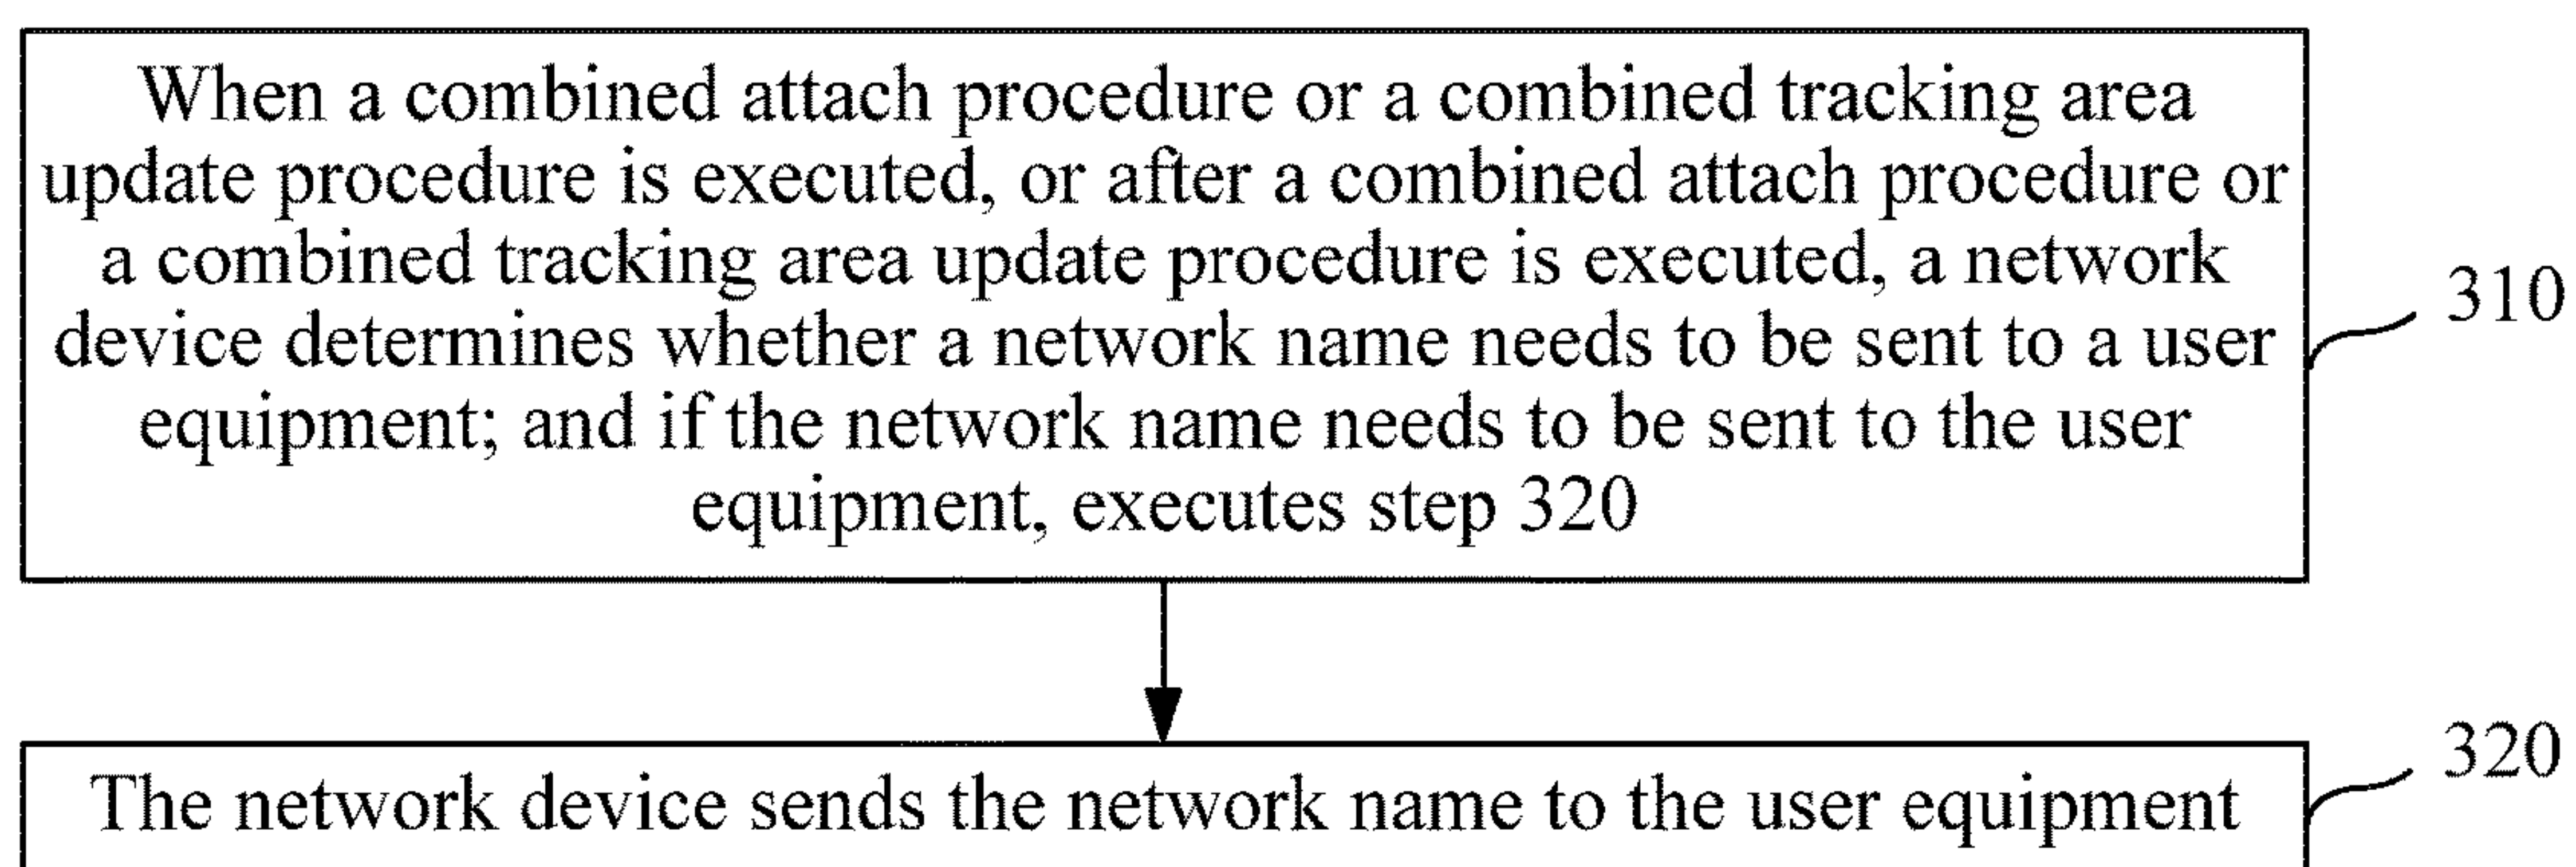 When a combined attach procedure or a combined tracking area
update procedure is executed, or after a combined attach procedure or
a combined tracking area update procedure is executed, a network
device determines whether a network name needs to be sent to a user
equipment; and if the network name needs to be sent to the user
equipment, executes step 320
310
The network device sends the network name to the user equipment
320